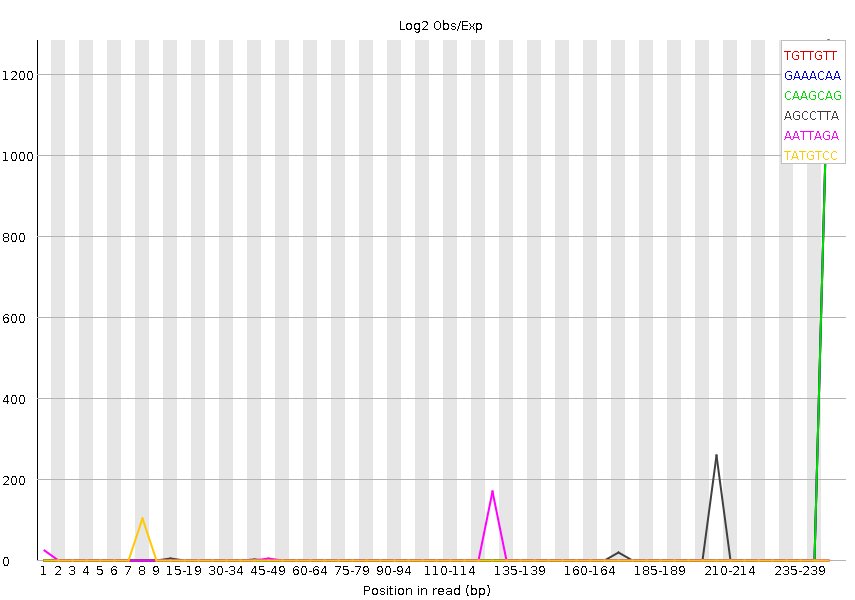 Log2 Obs/Exp
1200
1000
800
600
400
200
0
TGTTGTT
GAAACAA
CAAGCAG
AGCCTTA
AATTAGA
TATGTCC
1 2 3 4 5 6 7 8 9 15-19 30-34 45-49 60-64 75-79 90-94 110-114 135-139 160-164 185-189 210-214 235-239
Position in read (bp)